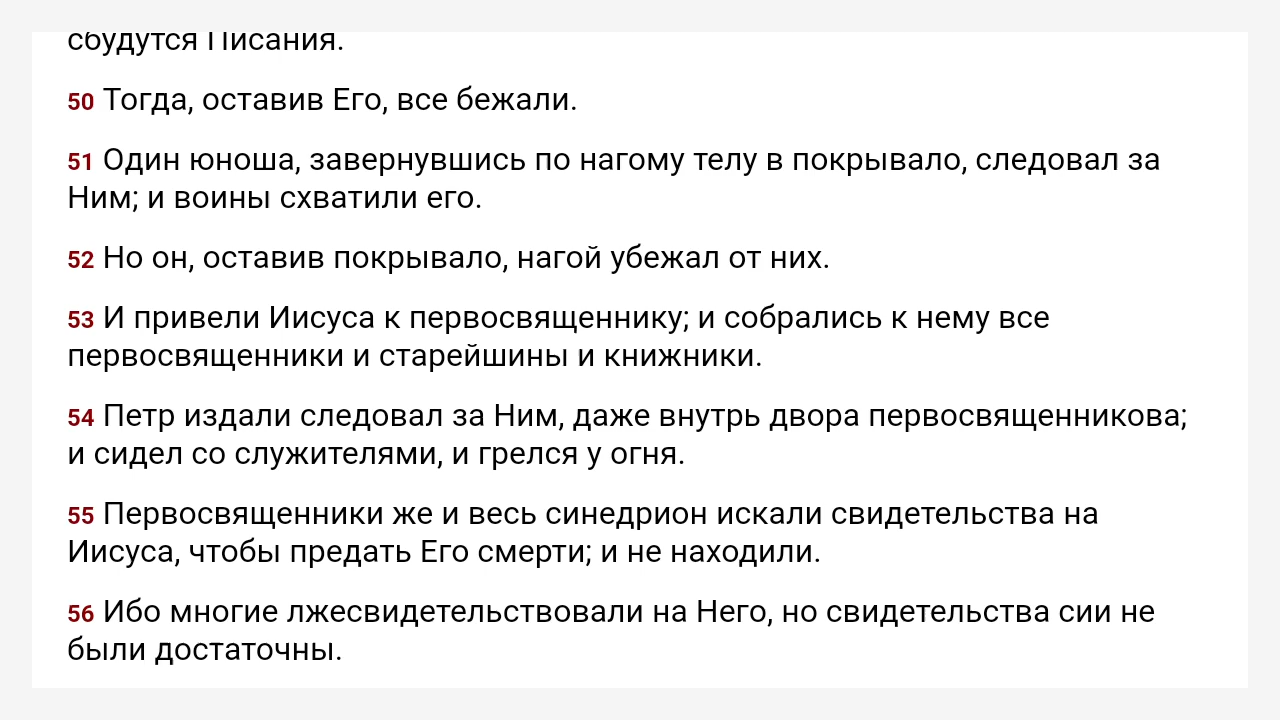 сбудутся Писания.
50 Тогда, оставив Его, все бежали.
51 Один юноша, завернувшись по нагому телу в покрывало, следовал за
Ним; и воины схватили его.
52 Но он, оставив покрывало, нагой убежал от них.
53 И привели Иисуса к первосвященнику; и собрались к нему все
первосвященники и старейшины и книжники.
54 Петр издали следовал за Ним, даже внутрь двора первосвященникова;
и сидел со служителями, и грелся у огня.
55 Первосвященники же и весь синедрион искали свидетельства на
Иисуса, чтобы предать Его смерти; и не находили.
56 Ибо многие лжесвидетельствовали на Него, но свидетельства сии не
были достаточны.